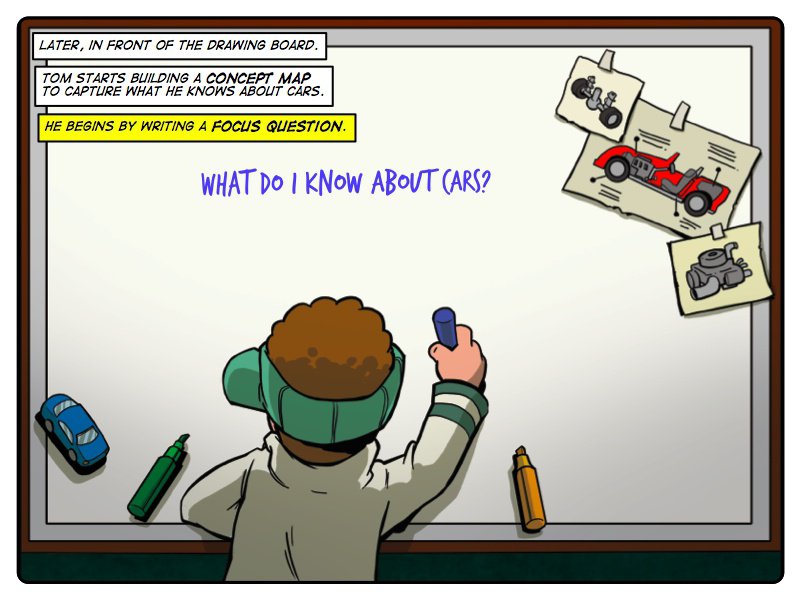 LATER, IN FRONT OF THE DRAWING BOARD.
TOM STARTS BUILDING A CONCEPT MAP
TO CAPTURE WHAT HE KNOWS ABOUT CARS.
HE BEGINS BY WRITING A FOCUS QUESTION.
WHAT DO I KNOW ABOUT CARS?